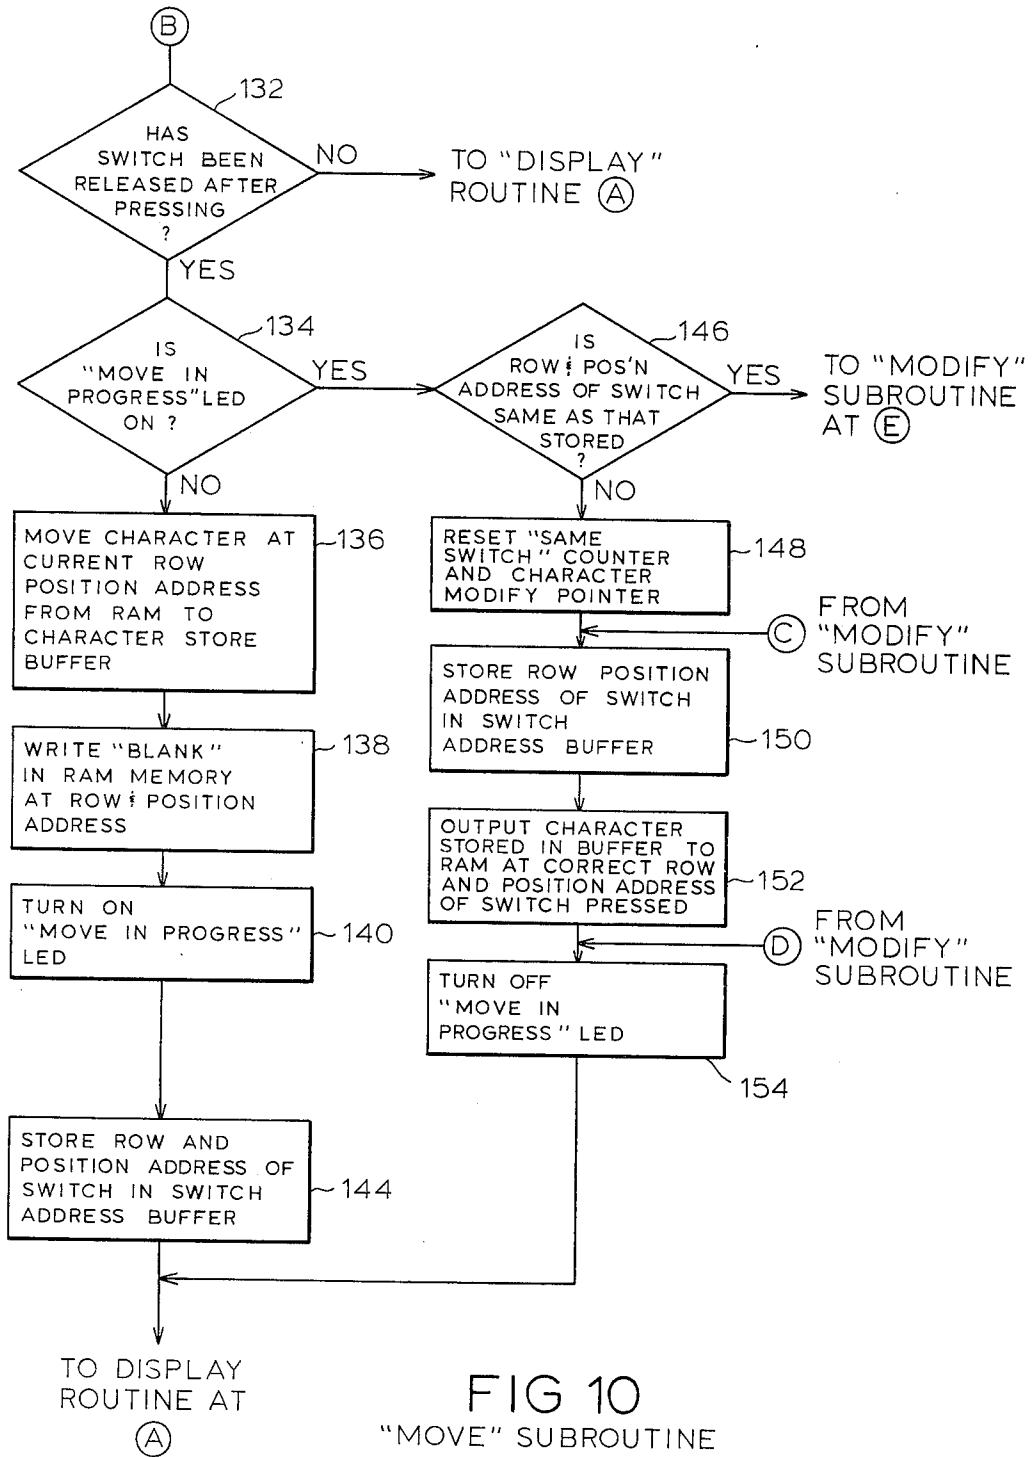 B
132
HAS
SWITCH BEEN
RELEASED AFTER
PRESSING
?
NO
TO "DISPLAY"
ROUTINE A
YES
134
IS
"MOVE IN
PROGRESS" LED
ON ?
YES
NO
146
IS
ROW & POS'N
ADDRESS OF SWITCH
SAME AS THAT
STORED
?
YES
TO "MODIFY"
SUBROUTINE
AT E
NO
MOVE CHARACTER AT
CURRENT ROW
POSITION ADDRESS
FROM RAM TO
CHARACTER STORE
BUFFER
136
RESET "SAME
SWITCH" COUNTER
AND CHARACTER
MODIFY POINTER
148
C
FROM
"MODIFY"
SUBROUTINE
WRITE "BLANK"
IN RAM MEMORY
AT ROW & POSITION
ADDRESS
138
STORE ROW POSITION
ADDRESS OF SWITCH
IN SWITCH
ADDRESS BUFFER
150
TURN ON
"MOVE IN PROGRESS"
LED
140
OUTPUT CHARACTER
STORED IN BUFFER TO
RAM AT CORRECT ROW
AND POSITION ADDRESS
OF SWITCH PRESSED
152
D
FROM
"MODIFY"
SUBROUTINE
TURN OFF
"MOVE IN
PROGRESS" LED
154
STORE ROW AND
POSITION ADDRESS OF
SWITCH IN SWITCH
ADDRESS BUFFER
144
TO DISPLAY
ROUTINE AT
A
FIG 10
"MOVE" SUBROUTINE